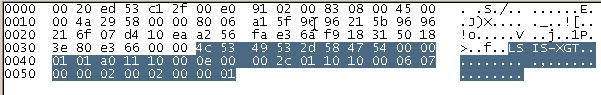 0000 00 20 ed 53 c1 2f 00 e0 91 02 00 83 08 00 45 00 . .S./.. ......E.
0010 00 4a 29 58 00 00 80 06 a1 5f 96 96 21 5b 96 96 .J)X.... ._..![..
0020 21 6f 07 d4 10 ea a2 56 fa e3 6a f9 18 31 50 18 !o.....V ..j..1P.
0030 3e 80 e3 66 00 00 4c 53 49 53 2d 58 47 54 00 00 >..f..LS IS-XGT..
0040 01 01 a0 11 10 00 0e 00 00 2c 01 10 10 00 06 07 ........ .,......
0050 00 00 02 00 02 00 00 01 ........